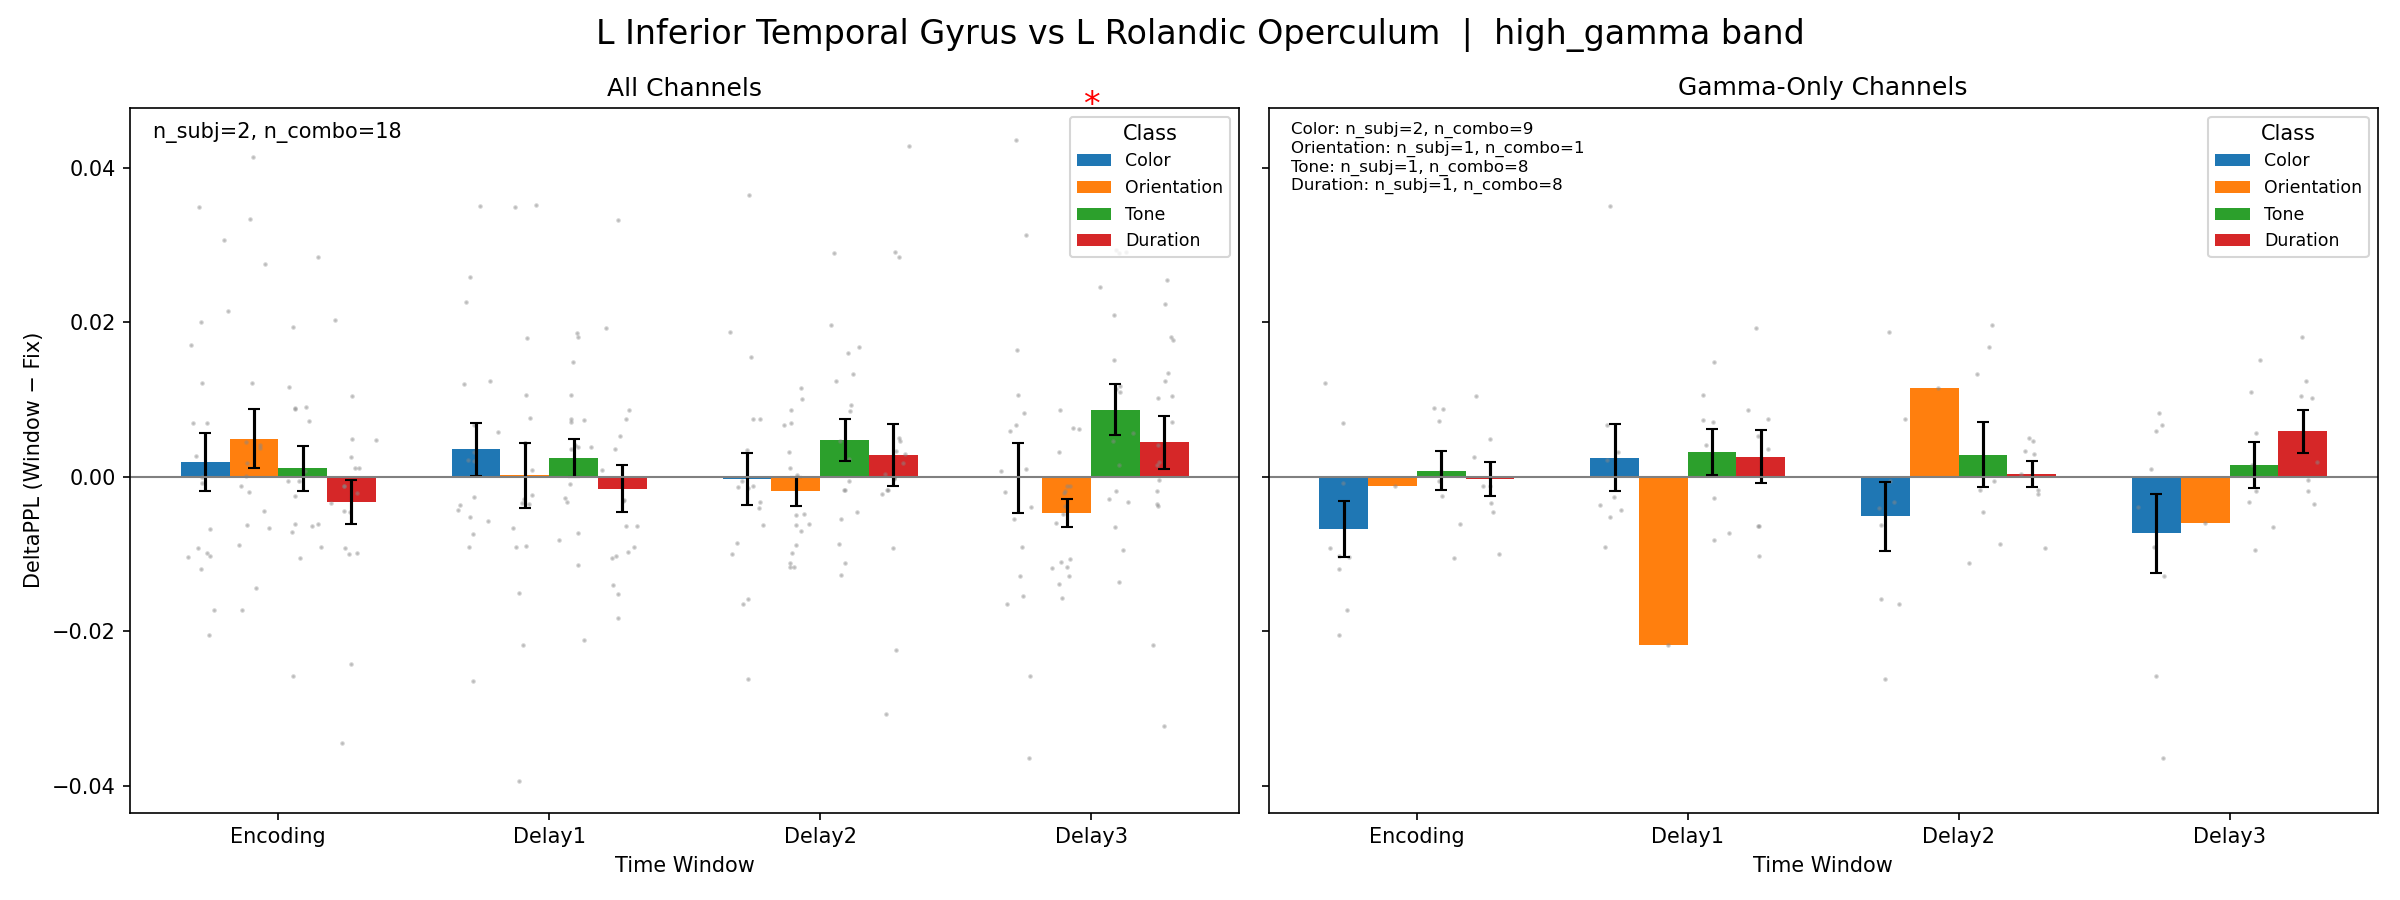 L Inferior Temporal Gyrus vs L Rolandic Operculum | high_gamma band
All Channels
*
n_subj=2, n_combo=18
Class
Color
Orientation
Tone
Duration
DeltaPPL (Window − Fix)
0.04
0.02
0.00
−0.02
−0.04
Encoding
Delay1
Delay2
Delay3
Time Window
Gamma-Only Channels
Color: n_subj=2, n_combo=9
Orientation: n_subj=1, n_combo=1
Tone: n_subj=1, n_combo=8
Duration: n_subj=1, n_combo=8
Class
Color
Orientation
Tone
Duration
Encoding
Delay1
Delay2
Delay3
Time Window